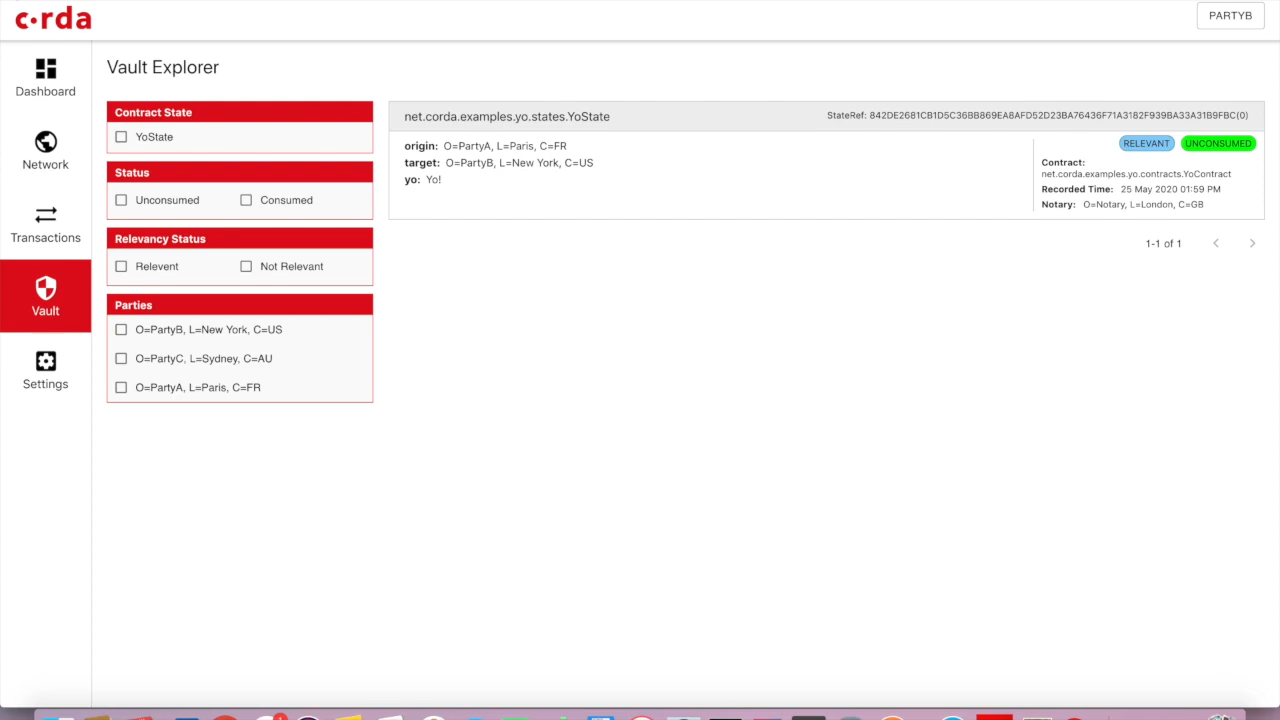 c·rda
PARTYB
Dashboard
Network
Transactions
Vault
Settings
Vault Explorer
Contract State
YoState
Status
Unconsumed Consumed
Relevancy Status
Relevent Not Relevant
Parties
O=PartyB, L=New York, C=US
O=PartyC, L=Sydney, C=AU
O=PartyA, L=Paris, C=FR
net.corda.examples.yo.states.YoState StateRef: 842DE2681CB1D5C36BB869EA8AFD52D23BA76436F71A3182F939BA33A31B9FBC(0)
origin: O=PartyA, L=Paris, C=FR
target: O=PartyB, L=New York, C=US
yo: Yo!
RELEVANT UNCONSUMED
Contract:
net.corda.examples.yo.contracts.YoContract
Recorded Time: 25 May 2020 01:59 PM
Notary: O=Notary, L=London, C=GB
1-1 of 1